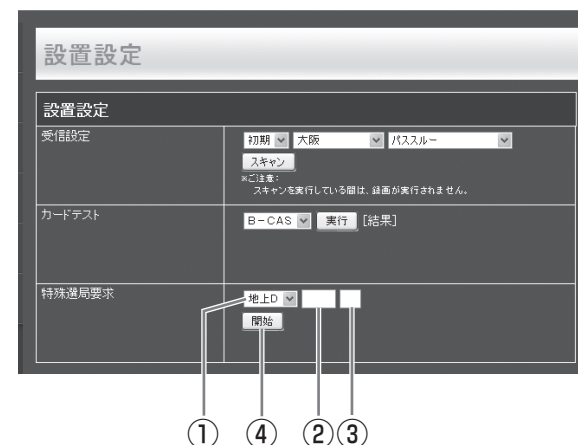 設置設定
設置設定
受信設定
初期 大阪 パススルー
スキャン
※ご注意：
スキャンを実行している間は、録画が実行されません。
カードテスト
B-CAS 実行 [結果]
特殊選局要求
地上D
開始
① ④ ② ③